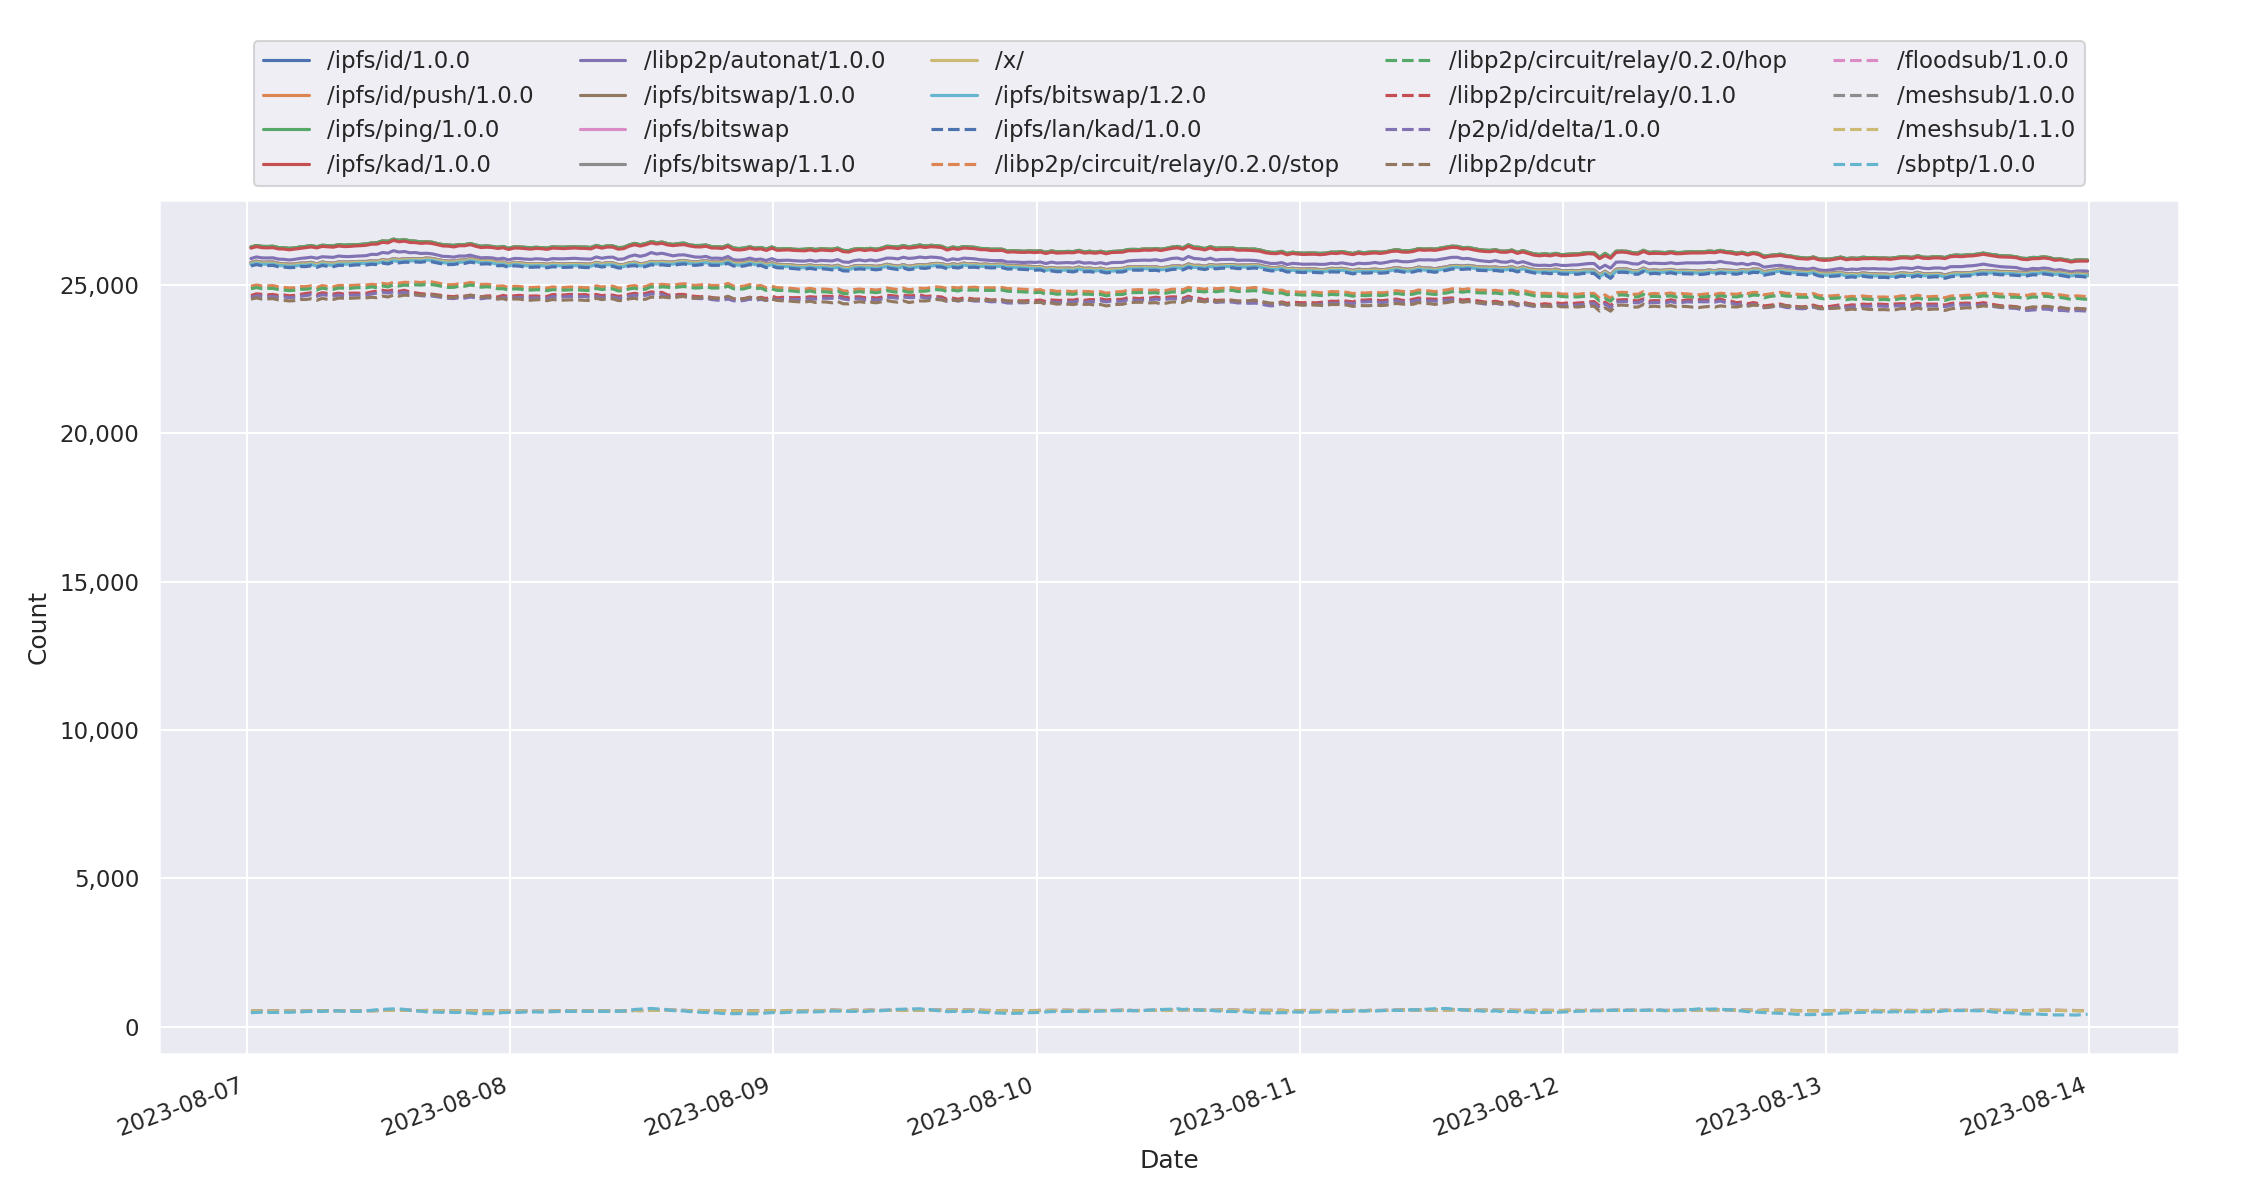 /ipfs/id/1.0.0
/ipfs/id/push/1.0.0
/ipfs/ping/1.0.0
/ipfs/kad/1.0.0
/libp2p/autonat/1.0.0
/ipfs/bitswap/1.0.0
/ipfs/bitswap
/ipfs/bitswap/1.1.0
/x/
/ipfs/bitswap/1.2.0
/ipfs/lan/kad/1.0.0
/libp2p/circuit/relay/0.2.0/stop
/libp2p/circuit/relay/0.2.0/hop
/libp2p/circuit/relay/0.1.0
/p2p/id/delta/1.0.0
/libp2p/dcutr
/floodsub/1.0.0
/meshsub/1.0.0
/meshsub/1.1.0
/sbptp/1.0.0
25,000
20,000
15,000
10,000
5,000
0
Count
2023-08-07
2023-08-08
2023-08-09
2023-08-10
2023-08-11
2023-08-12
2023-08-13
2023-08-14
Date